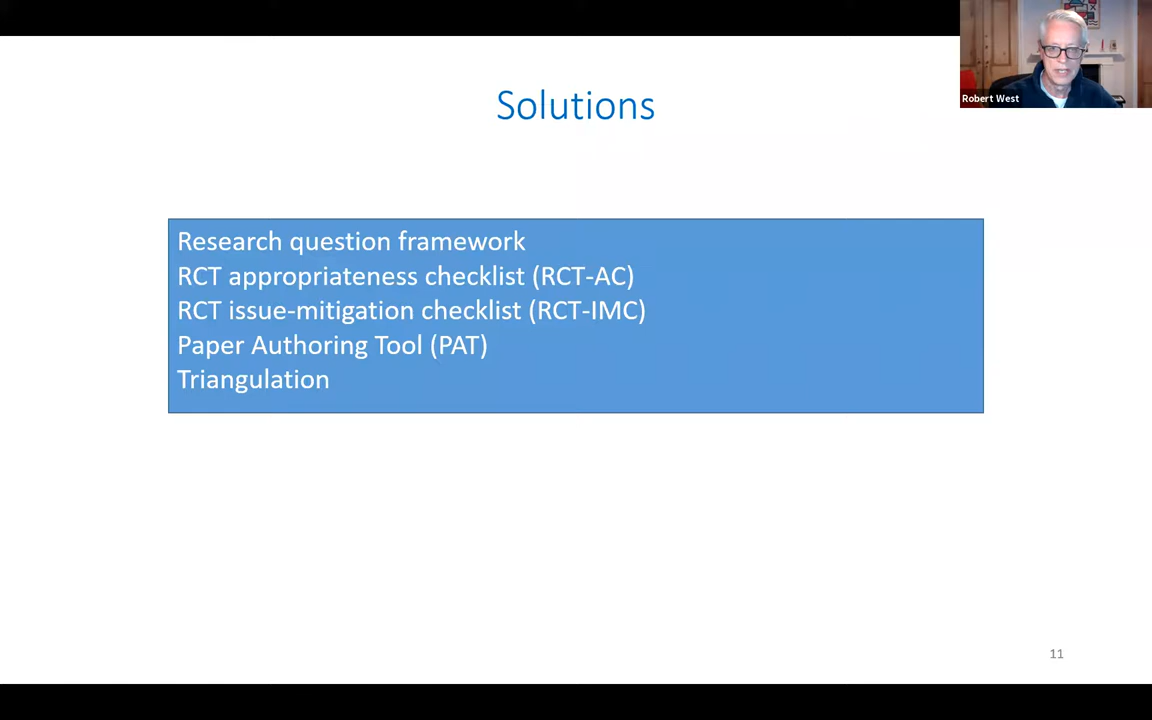 Robert West
Solutions
Research question framework
RCT appropriateness checklist (RCT-AC)
RCT issue-mitigation checklist (RCT-IMC)
Paper Authoring Tool (PAT)
Triangulation
11